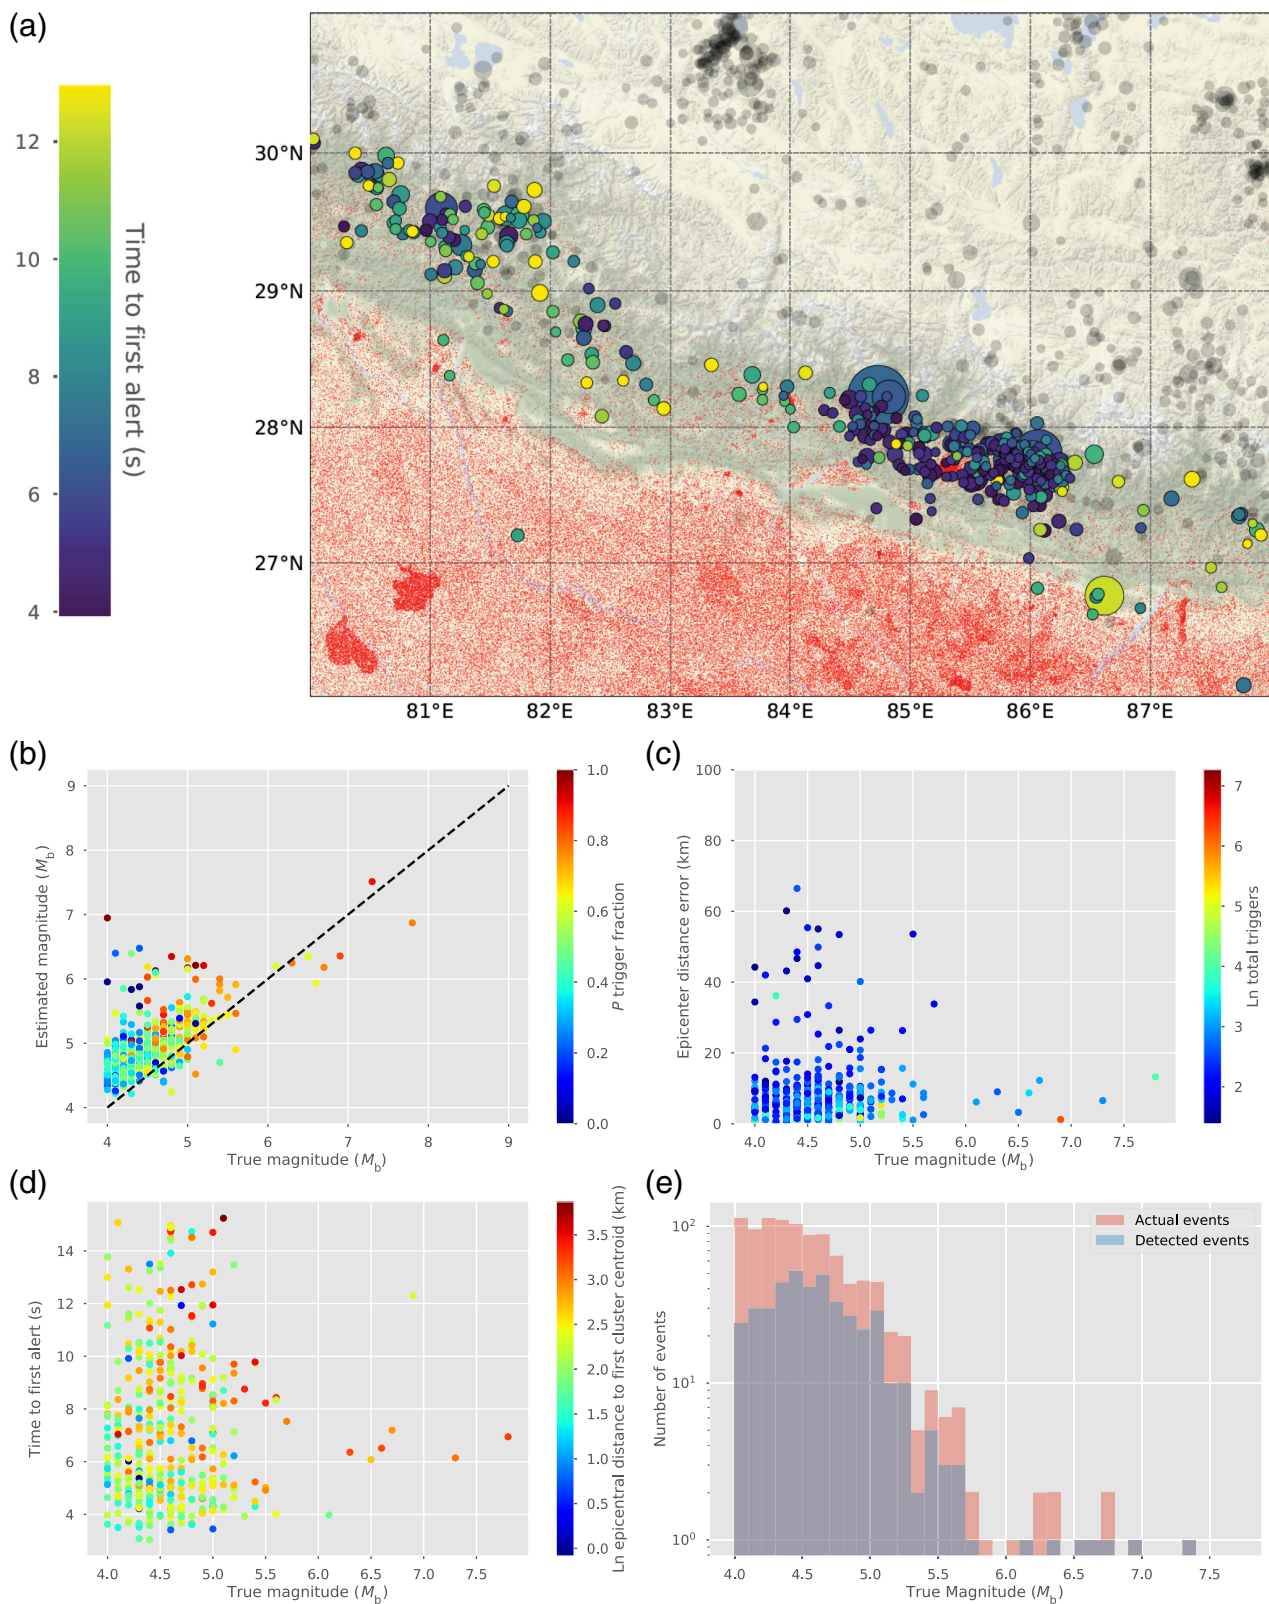 (a)
12
10
8
6
4
Time to first alert (s)
30°N
29°N
28°N
27°N
81°E 82°E 83°E 84°E 85°E 86°E 87°E
(b)
9
8
7
6
5
4
Estimated magnitude (Mb)
4 5 6 7 8 9
True magnitude (Mb)
1.0
0.8
0.6
0.4
0.2
0.0
P trigger fraction
(c)
100
80
60
40
20
0
Epicenter distance error (km)
4.0 4.5 5.0 5.5 6.0 6.5 7.0 7.5
True magnitude (Mb)
7
6
5
4
3
2
Ln total triggers
(d)
14
12
10
8
6
4
Time to first alert (s)
4.0 4.5 5.0 5.5 6.0 6.5 7.0 7.5
True magnitude (Mb)
3.5
3.0
2.5
2.0
1.5
1.0
0.5
0.0
Ln epicentral distance to first cluster centroid (km)
(e)
Actual events
Detected events
10²
10¹
10⁰
Number of events
4.0 4.5 5.0 5.5 6.0 6.5 7.0 7.5
True Magnitude (Mb)